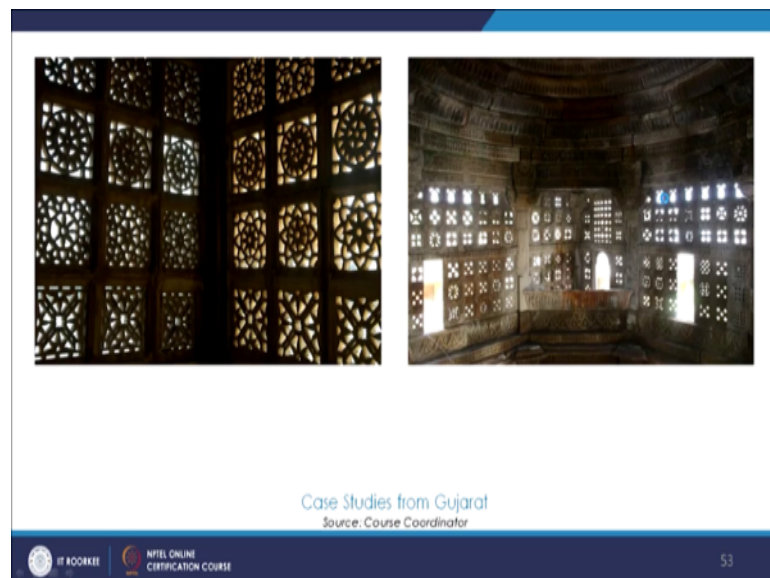 Case Studies from Gujarat
Source: Course Coordinator
IIT ROORKEE
NPTEL ONLINE
CERTIFICATION COURSE
53